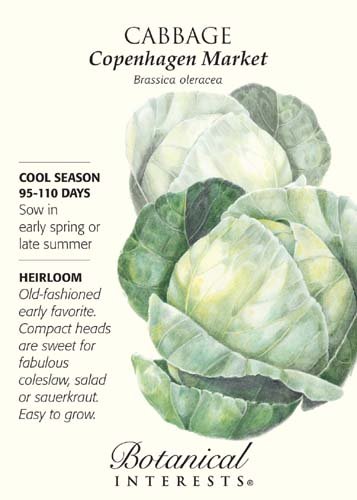 CABBAGE
Copenhagen Market
Brassica oleracea
COOL SEASON
95-110 DAYS
Sow in
early spring or
late summer
HEIRLOOM
Old-fashioned
early favorite.
Compact heads
are sweet for
fabulous
coleslaw, salad
or sauerkraut.
Easy to grow.
Botanical
INTERESTS®